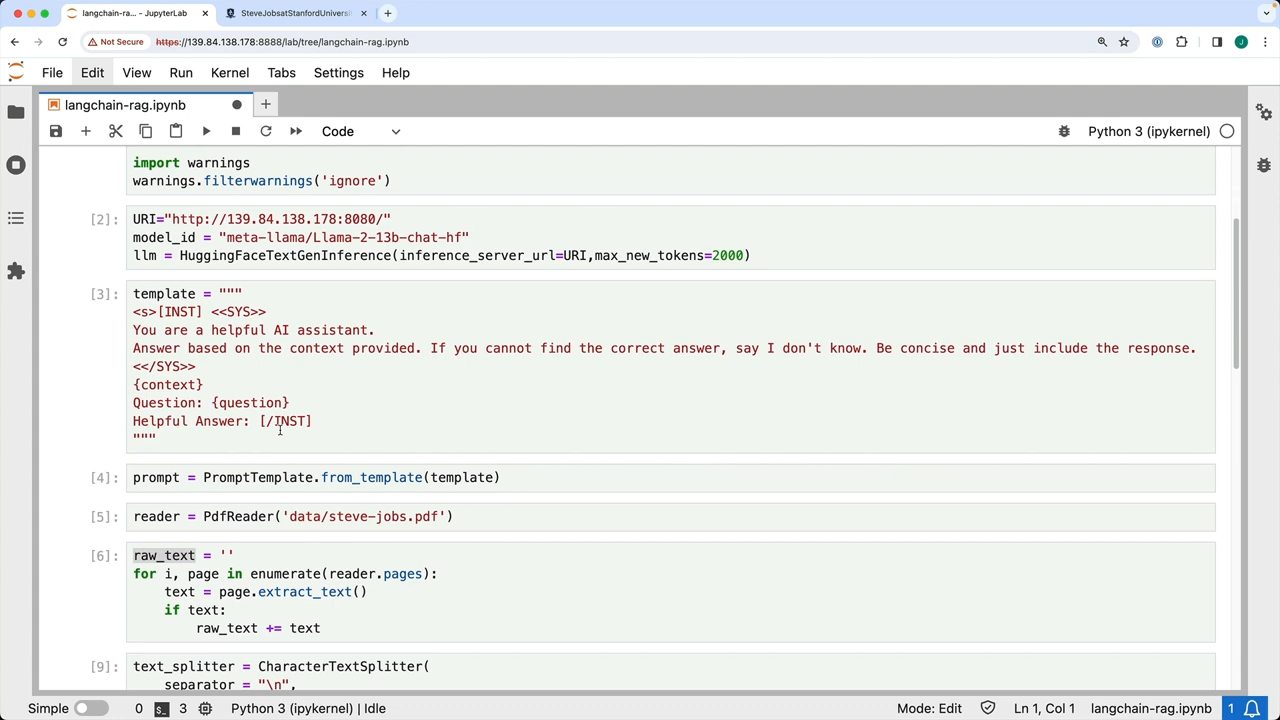 langchain-ra... - JupyterLab
SteveJobsatStanfordUniversi
Not Secure https://139.84.138.178:8888/lab/tree/langchain-rag.ipynb
J
File Edit View Run Kernel Tabs Settings Help
langchain-rag.ipynb
Code
Python 3 (ipykernel)
import warnings
warnings.filterwarnings('ignore')
[2]: URI="http://139.84.138.178:8080/"
model_id = "meta-llama/Llama-2-13b-chat-hf"
llm = HuggingFaceTextGenInference(inference_server_url=URI,max_new_tokens=2000)
[3]: template = """
<s>[INST] <<SYS>>
You are a helpful AI assistant.
Answer based on the context provided. If you cannot find the correct answer, say I don't know. Be concise and just include the response.
<</SYS>>
{context}
Question: {question}
Helpful Answer: [/INST]
"""
[4]: prompt = PromptTemplate.from_template(template)
[5]: reader = PdfReader('data/steve-jobs.pdf')
[6]: raw_text = ''
for i, page in enumerate(reader.pages):
    text = page.extract_text()
    if text:
        raw_text += text
[9]: text_splitter = CharacterTextSplitter(
    separator = "\n",
Simple 0 3 Python 3 (ipykernel) | Idle Mode: Edit Ln 1, Col 1 langchain-rag.ipynb 1